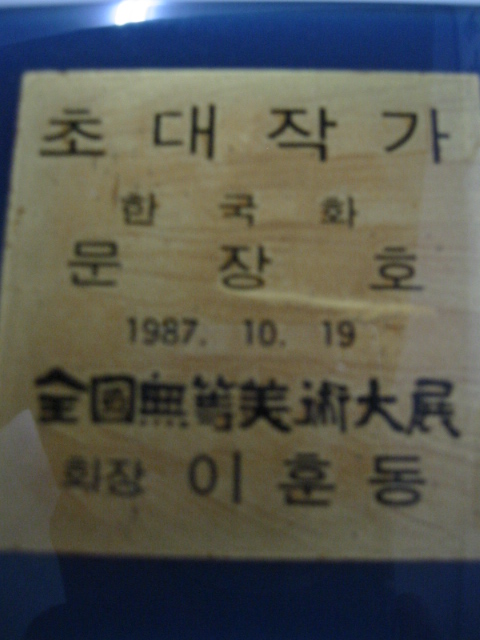 초대작가
한국화
문장호
1987. 10. 19
全國無等美術大展
회장 이훈동